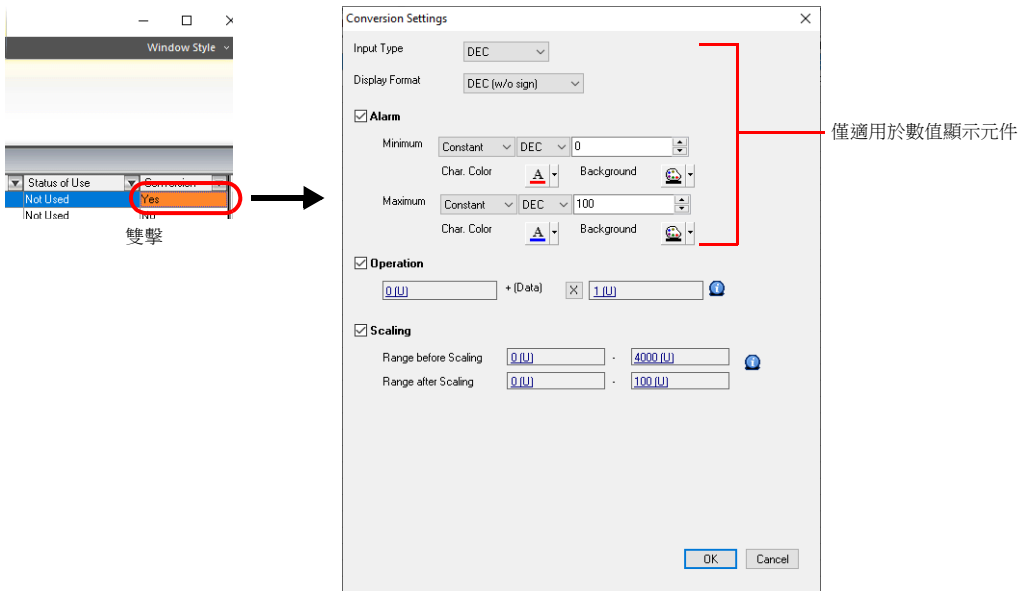 Window Style
Status of Use
Conversion
Not Used
Yes
Not Used
No
雙擊
Conversion Settings
Input Type
DEC
Display Format
DEC (w/o sign)
Alarm
Minimum
Constant
DEC
0
Char. Color
A
Background
Maximum
Constant
DEC
100
Char. Color
A
Background
Operation
0 (U)
+ (Data)
X
1 (U)
Scaling
Range before Scaling
0 (U)
-
4000 (U)
Range after Scaling
0 (U)
-
100 (U)
OK
Cancel
僅適用於數值顯示元件